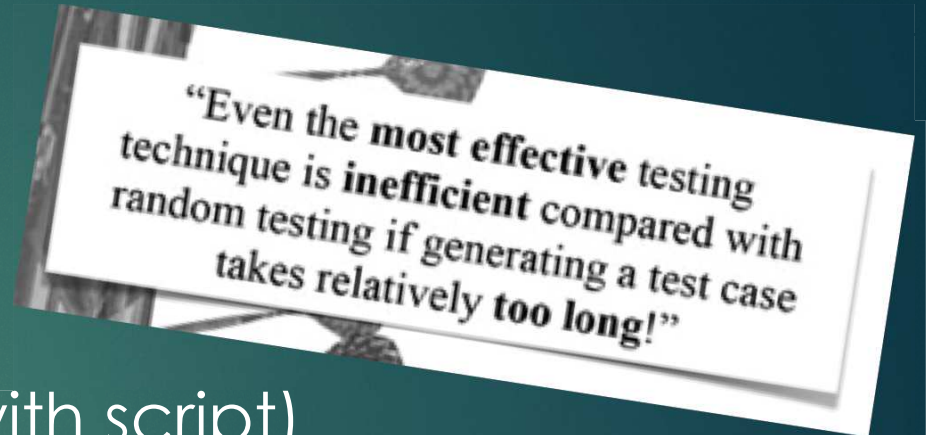 “Even the most effective testing
technique is inefficient compared with
random testing if generating a test case
takes relatively too long!”
with script)